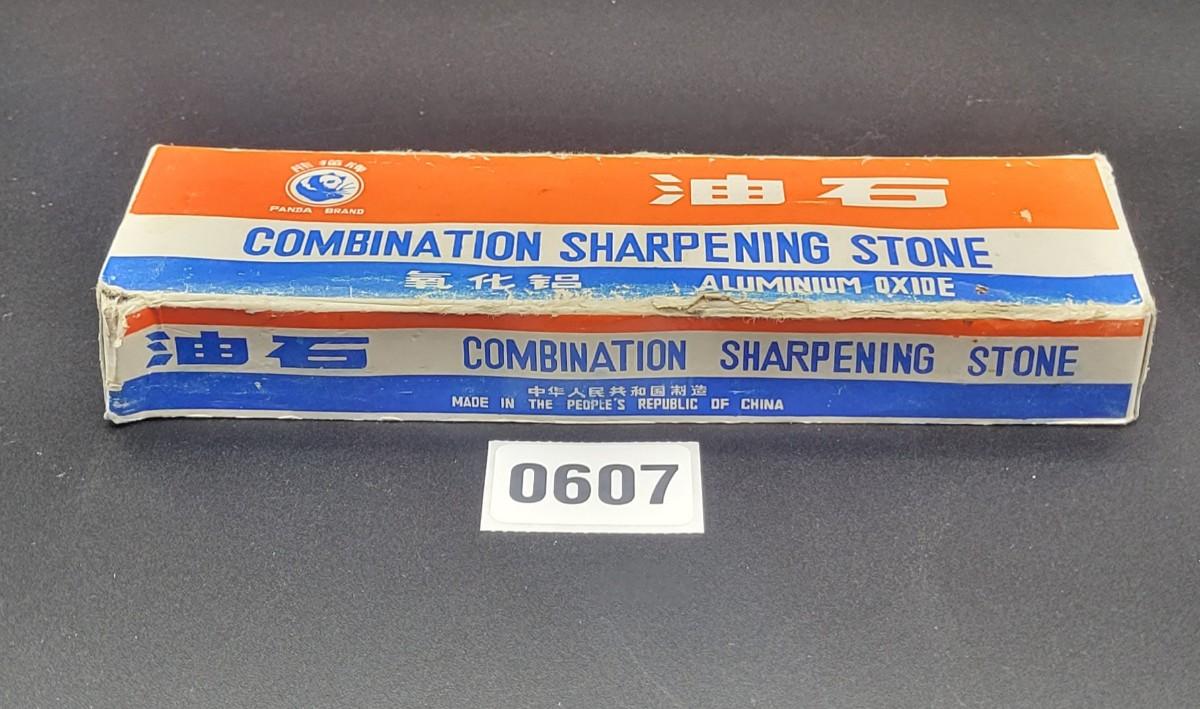 熊猫牌
PANDA BRAND
油石
COMBINATION SHARPENING STONE
氧化铝 ALUMINIUM OXIDE
油石 COMBINATION SHARPENING STONE
中华人民共和国制造
MADE IN THE PEOPLE'S REPUBLIC OF CHINA
0607